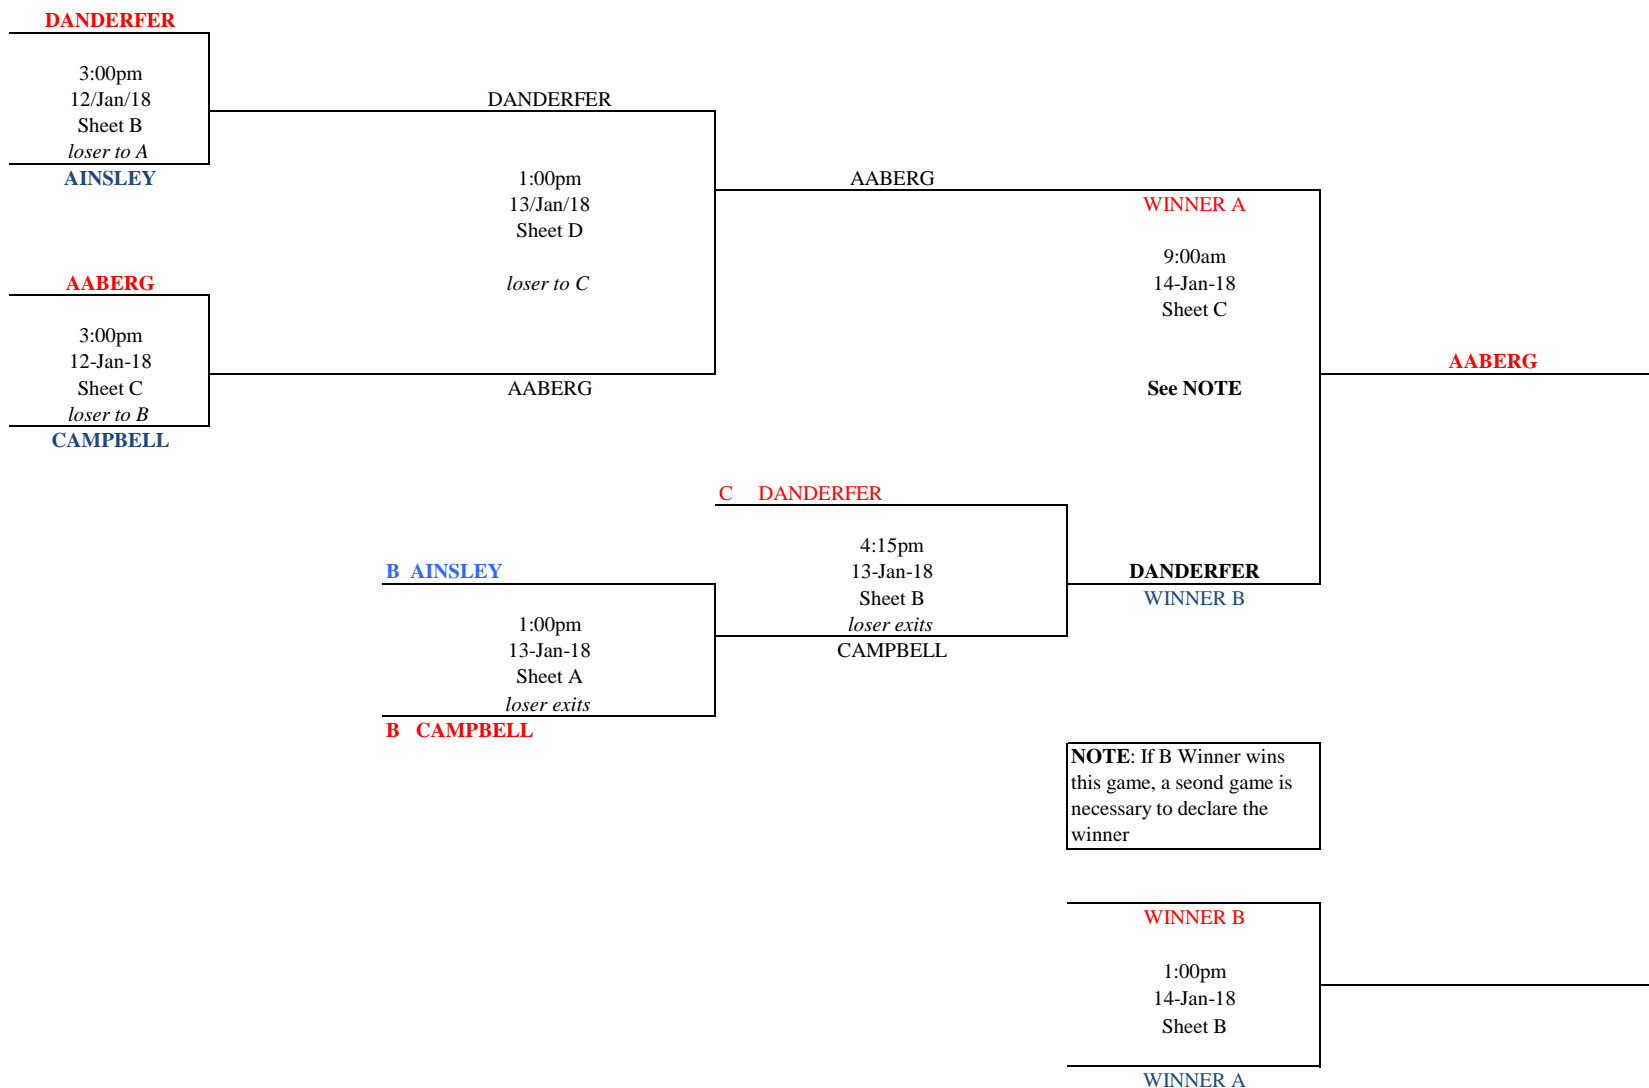 DANDERFER
3:00pm
12/Jan/18
Sheet B
loser to A
AINSLEY
DANDERFER
1:00pm
13/Jan/18
Sheet D
loser to C
AABERG
3:00pm
12-Jan-18
Sheet C
loser to B
CAMPBELL
AABERG
AABERG
WINNER A
9:00am
14-Jan-18
Sheet C
See NOTE
AABERG
C DANDERFER
4:15pm
13-Jan-18
Sheet B
loser exits
CAMPBELL
B AINSLEY
1:00pm
13-Jan-18
Sheet A
loser exits
B CAMPBELL
DANDERFER
WINNER B
NOTE: If B Winner wins
this game, a seond game is
necessary to declare the
winner
WINNER B
1:00pm
14-Jan-18
Sheet B
WINNER A